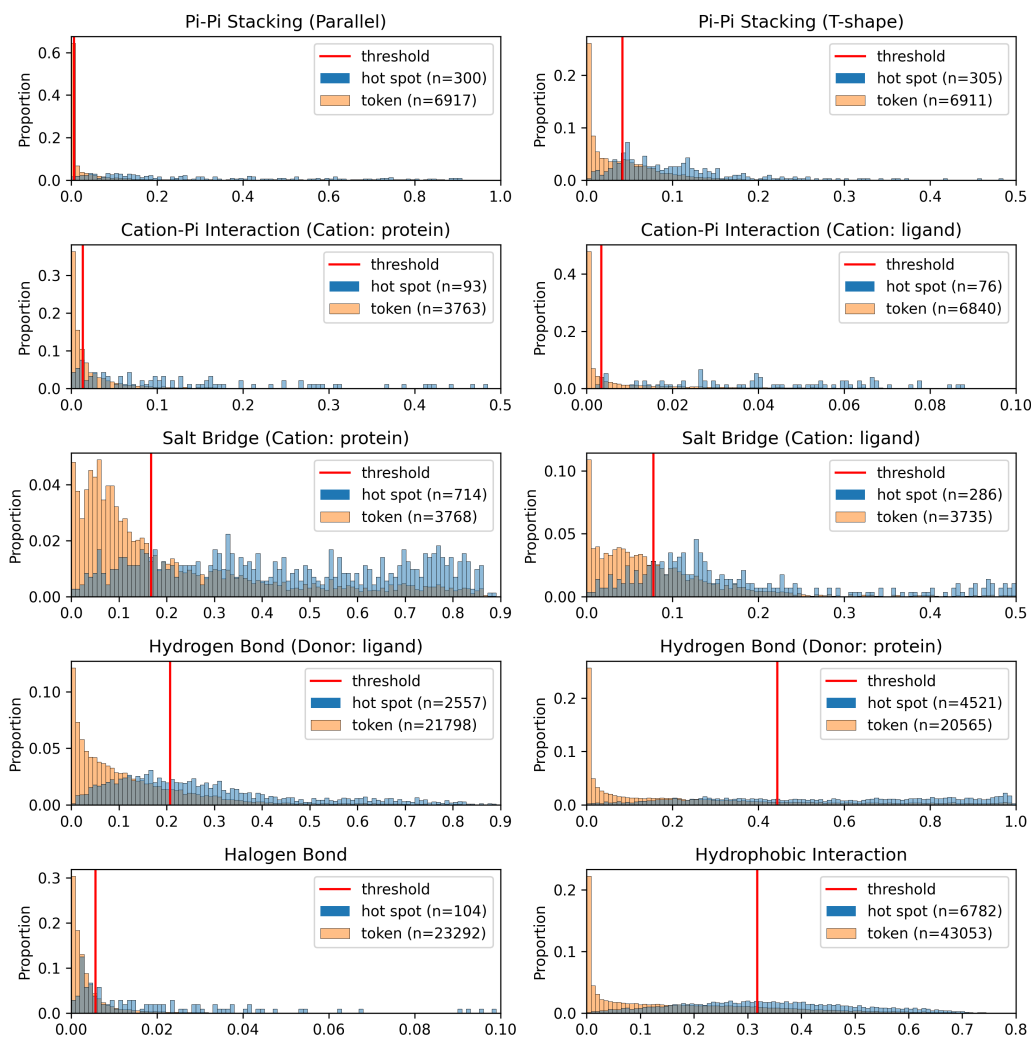 Pi-Pi Stacking (Parallel)
Proportion
0.6
0.4
0.2
0.0
threshold
hot spot (n=300)
token (n=6917)
0.0 0.2 0.4 0.6 0.8 1.0
Pi-Pi Stacking (T-shape)
Proportion
0.2
0.1
0.0
threshold
hot spot (n=305)
token (n=6911)
0.0 0.1 0.2 0.3 0.4 0.5
Cation-Pi Interaction (Cation: protein)
Proportion
0.3
0.2
0.1
0.0
threshold
hot spot (n=93)
token (n=3763)
0.0 0.1 0.2 0.3 0.4 0.5
Cation-Pi Interaction (Cation: ligand)
Proportion
0.4
0.2
0.0
threshold
hot spot (n=76)
token (n=6840)
0.00 0.02 0.04 0.06 0.08 0.10
Salt Bridge (Cation: protein)
Proportion
0.04
0.02
0.00
threshold
hot spot (n=714)
token (n=3768)
0.0 0.1 0.2 0.3 0.4 0.5 0.6 0.7 0.8 0.9
Salt Bridge (Cation: ligand)
Proportion
0.10
0.05
0.00
threshold
hot spot (n=286)
token (n=3735)
0.0 0.1 0.2 0.3 0.4 0.5
Hydrogen Bond (Donor: ligand)
Proportion
0.10
0.05
0.00
threshold
hot spot (n=2557)
token (n=21798)
0.0 0.1 0.2 0.3 0.4 0.5 0.6 0.7 0.8 0.9
Hydrogen Bond (Donor: protein)
Proportion
0.2
0.1
0.0
threshold
hot spot (n=4521)
token (n=20565)
0.0 0.2 0.4 0.6 0.8 1.0
Halogen Bond
Proportion
0.3
0.2
0.1
0.0
threshold
hot spot (n=104)
token (n=23292)
0.00 0.02 0.04 0.06 0.08 0.10
Hydrophobic Interaction
Proportion
0.2
0.1
0.0
threshold
hot spot (n=6782)
token (n=43053)
0.0 0.1 0.2 0.3 0.4 0.5 0.6 0.7 0.8